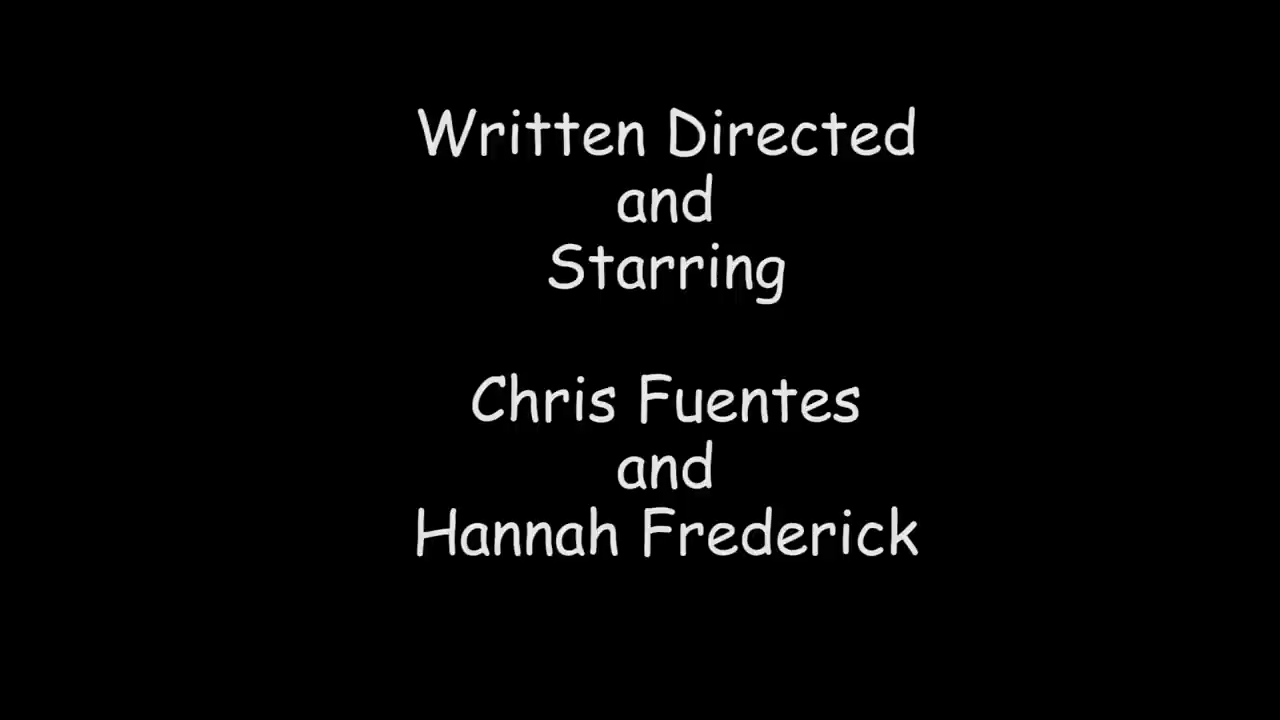 Written Directed
and
Starring
Chris Fuentes
and
Hannah Frederick